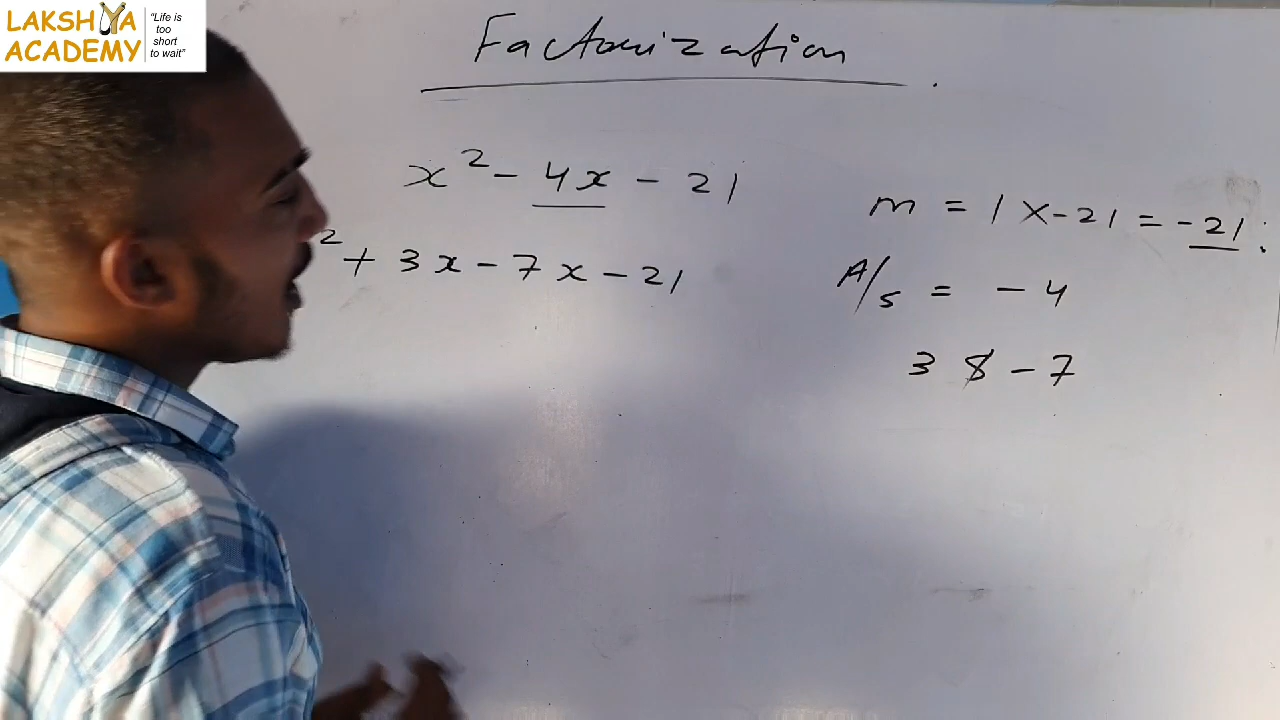 LAKSHYA
ACADEMY
"Life is
too
short
to wait"
Factorization
x² - 4x - 21
² + 3x - 7x - 21
m = 1 × -21 = -21 :
A/s = - 4
3 & -7